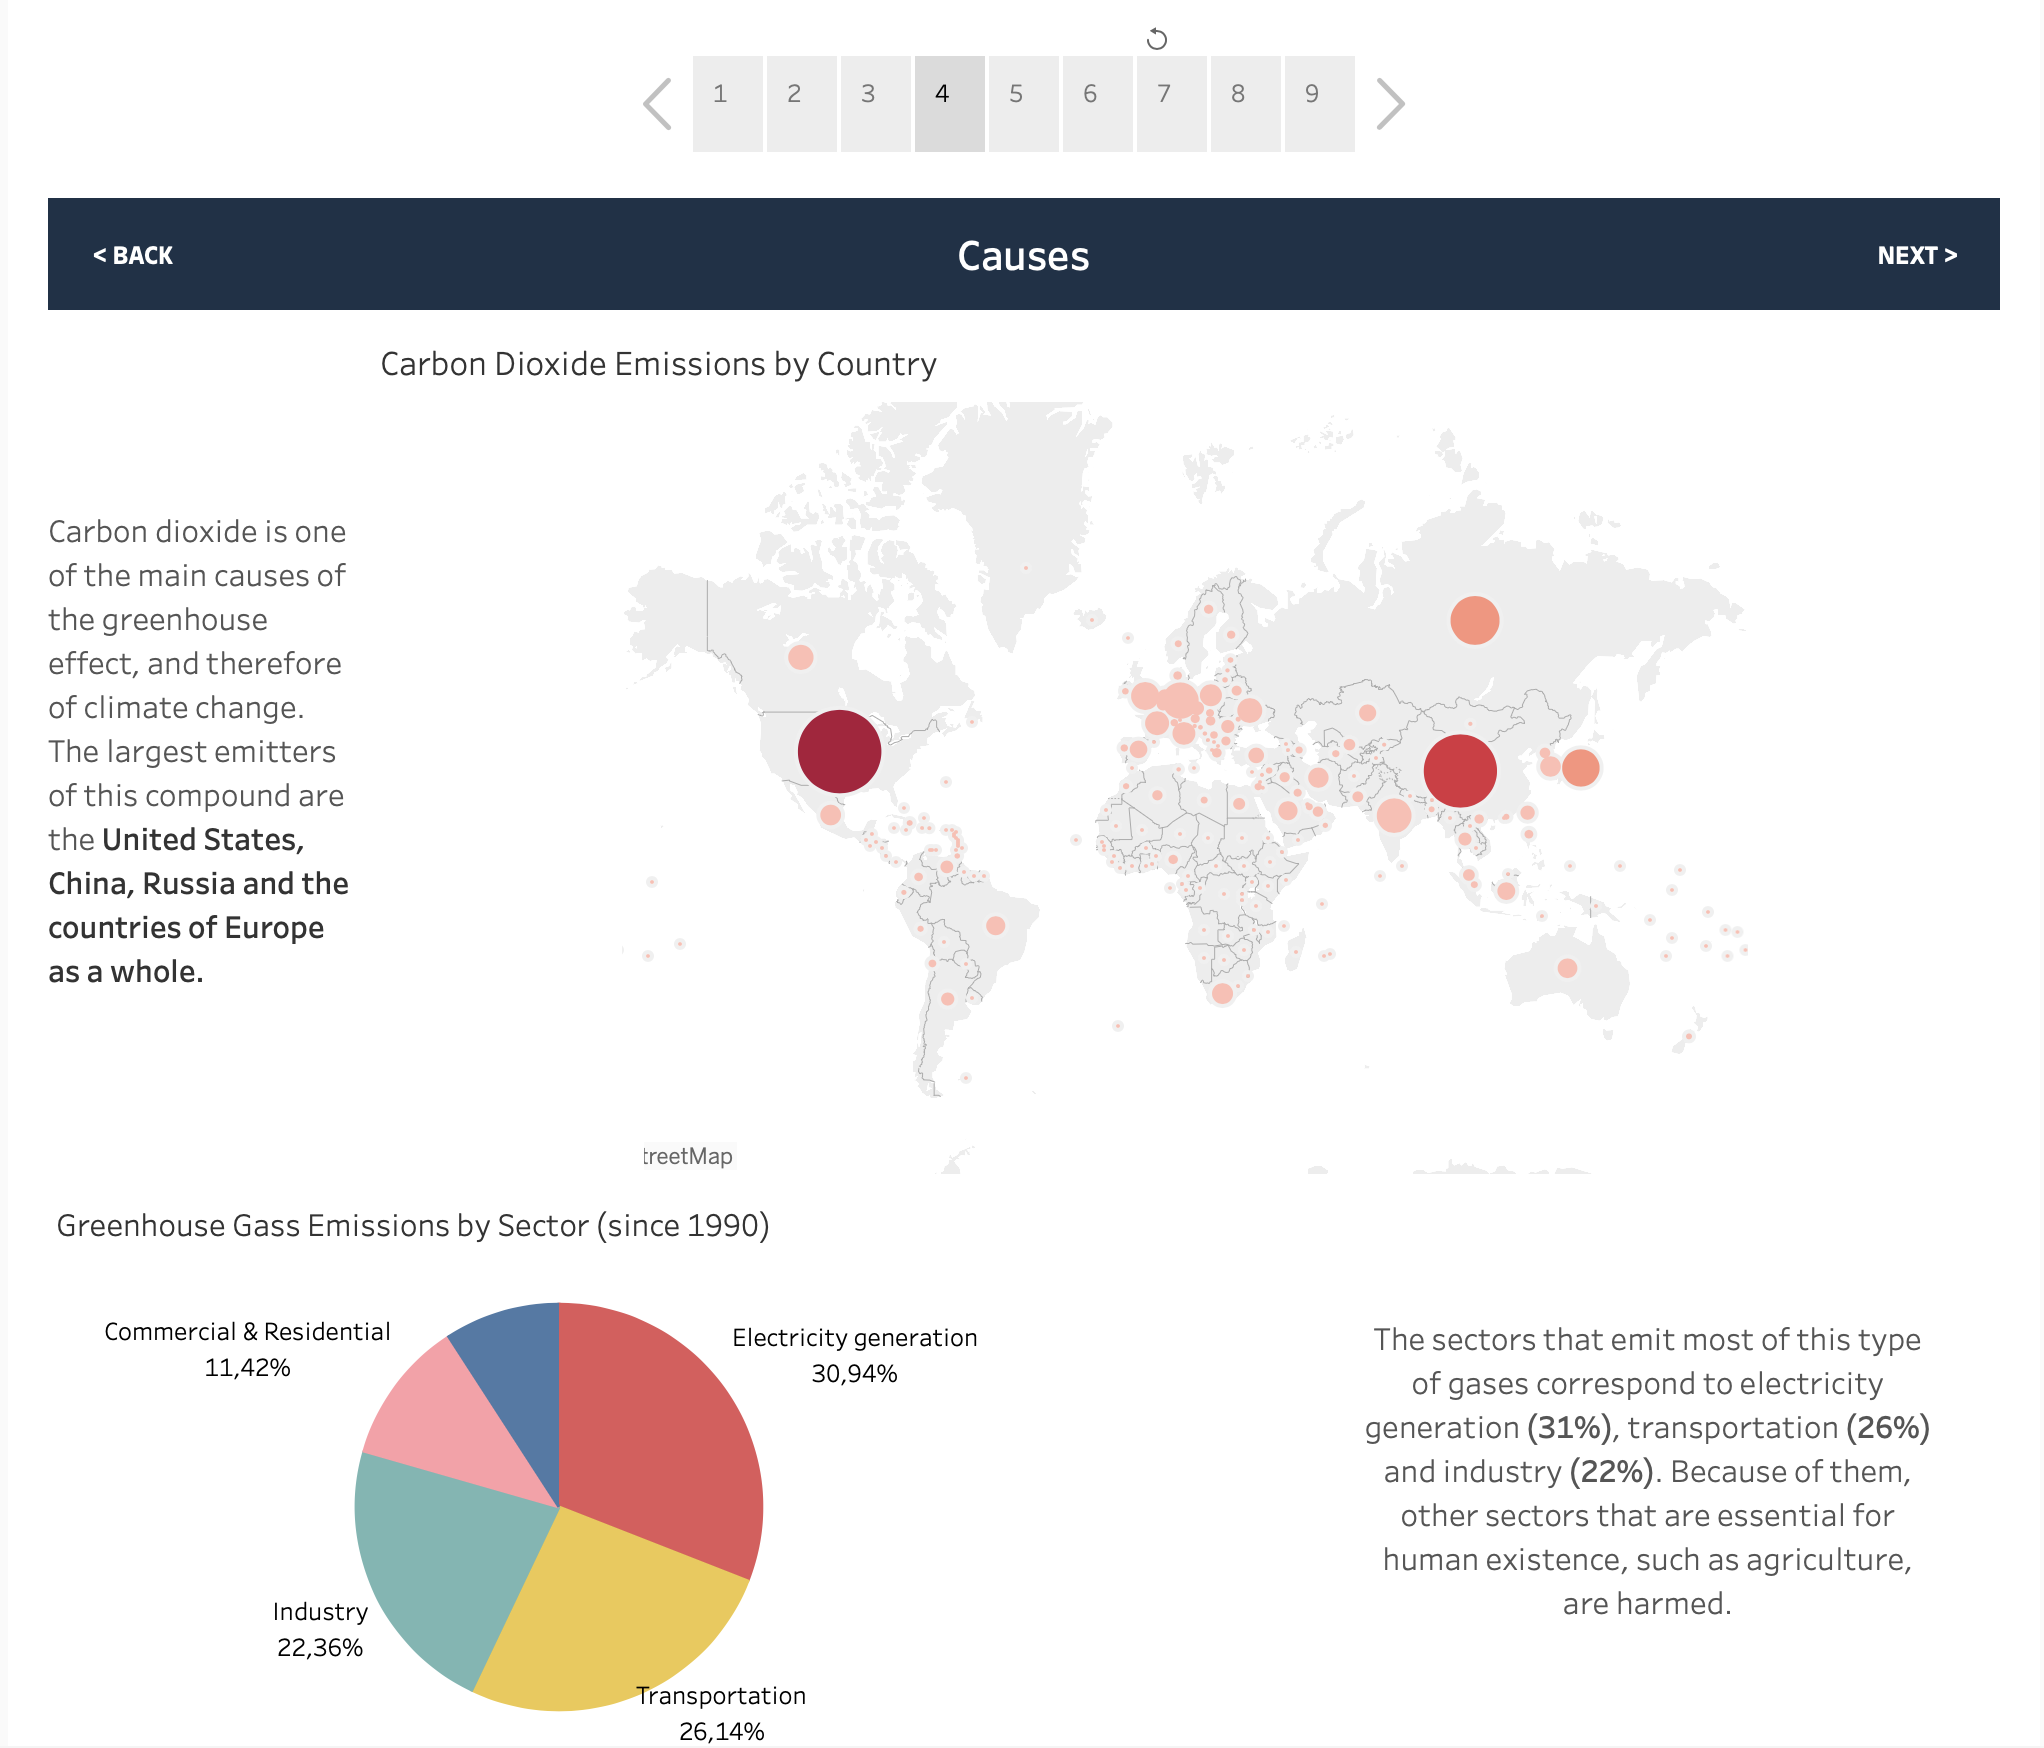 1 2 3 4 5 6 7 8 9
< BACK
Causes
NEXT >
Carbon Dioxide Emissions by Country
Carbon dioxide is one
of the main causes of
the greenhouse
effect, and therefore
of climate change.
The largest emitters
of this compound are
the United States,
China, Russia and the
countries of Europe
as a whole.
treetMap
Greenhouse Gass Emissions by Sector (since 1990)
Commercial & Residential
11,42%
Electricity generation
30,94%
Industry
22,36%
Transportation
26,14%
The sectors that emit most of this type
of gases correspond to electricity
generation (31%), transportation (26%)
and industry (22%). Because of them,
other sectors that are essential for
human existence, such as agriculture,
are harmed.